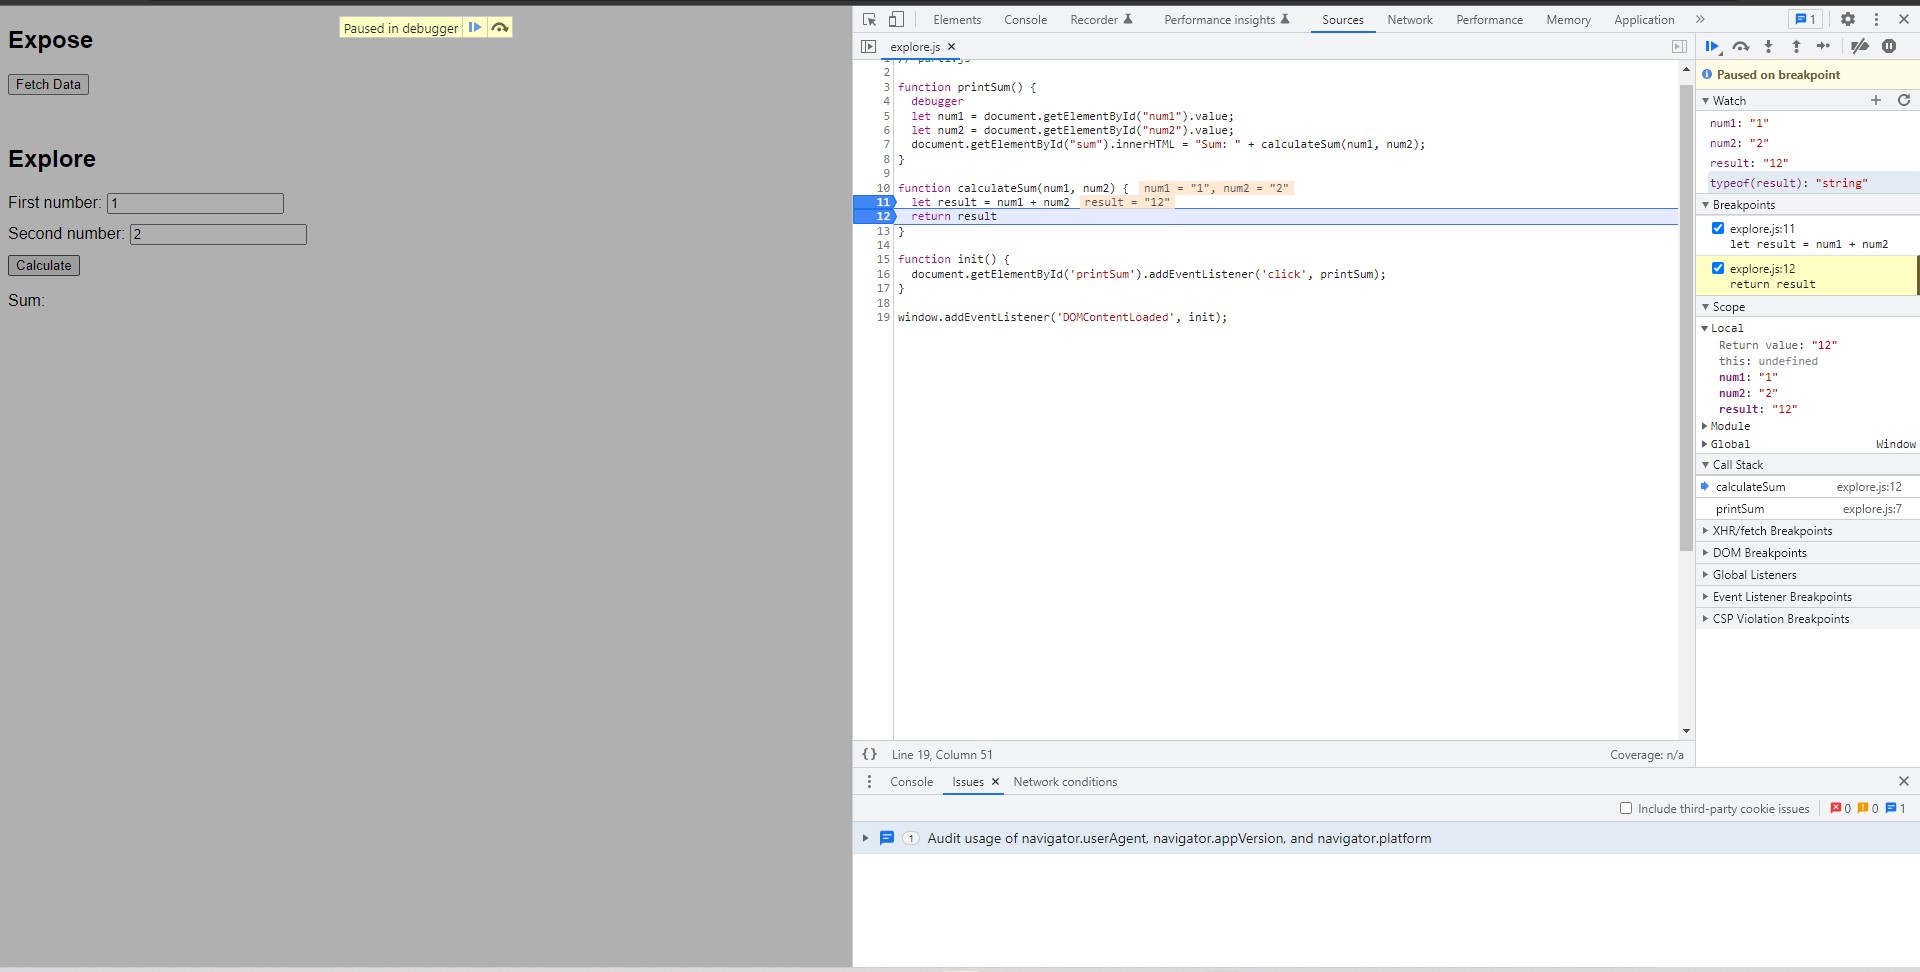 Expose
Paused in debugger
Fetch Data
Explore
First number: 1
Second number: 2
Calculate
Sum:
Elements Console Recorder Performance insights Sources Network Performance Memory Application » 1
explore.js ×
2
3 function printSum() {
4 debugger
5 let num1 = document.getElementById("num1").value;
6 let num2 = document.getElementById("num2").value;
7 document.getElementById("sum").innerHTML = "Sum: " + calculateSum(num1, num2);
8 }
9
10 function calculateSum(num1, num2) { num1 = "1", num2 = "2"
11 let result = num1 + num2 result = "12"
12 return result
13 }
14
15 function init() {
16 document.getElementById('printSum').addEventListener('click', printSum);
17 }
18
19 window.addEventListener('DOMContentLoaded', init);
{} Line 19, Column 51 Coverage: n/a
Paused on breakpoint
Watch
num1: "1"
num2: "2"
result: "12"
typeof(result): "string"
Breakpoints
explore.js:11
let result = num1 + num2
explore.js:12
return result
Scope
Local
Return value: "12"
this: undefined
num1: "1"
num2: "2"
result: "12"
Module
Global Window
Call Stack
calculateSum explore.js:12
printSum explore.js:7
XHR/fetch Breakpoints
DOM Breakpoints
Global Listeners
Event Listener Breakpoints
CSP Violation Breakpoints
Console Issues × Network conditions
Include third-party cookie issues 0 0 1
1 Audit usage of navigator.userAgent, navigator.appVersion, and navigator.platform